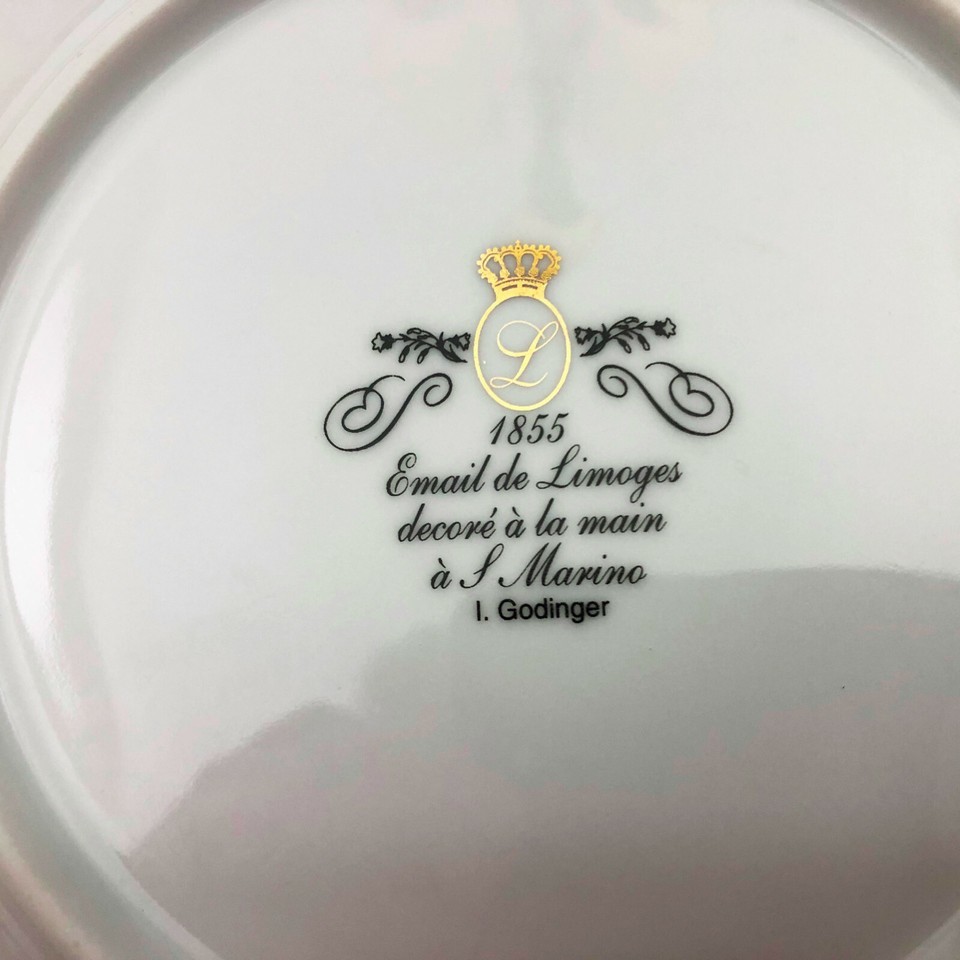 L
1855
Email de Limoges
decoré à la main
à S Marino
I. Godinger